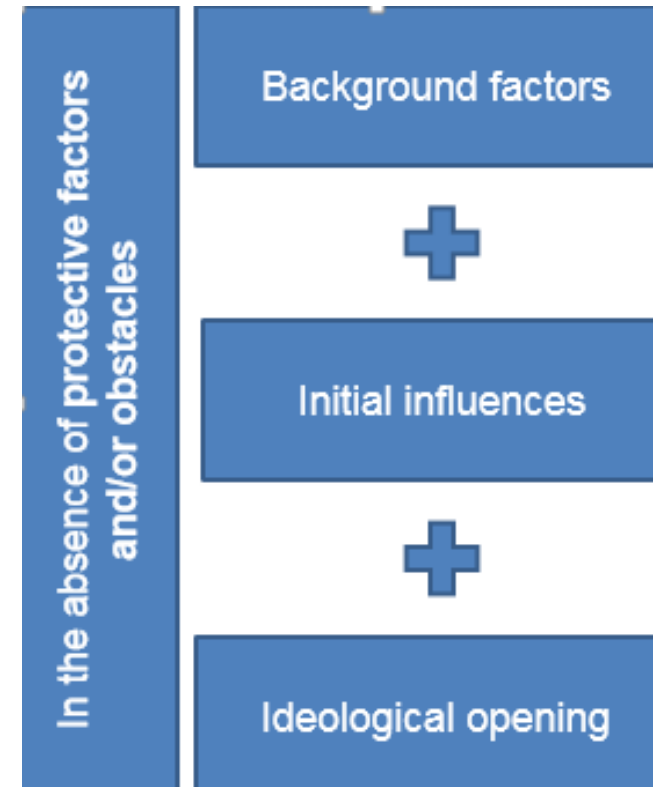 In the absence of protective factors
and/or obstacles
Background factors
Initial influences
Ideological opening